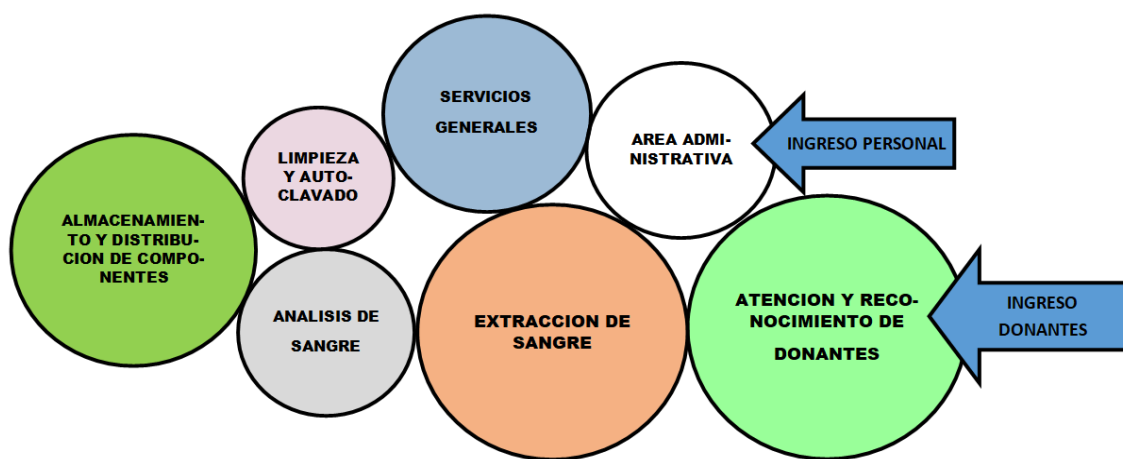 SERVICIOS
GENERALES
AREA ADMI-
NISTRATIVA
INGRESO PERSONAL
LIMPIEZA
Y AUTO-
CLAVADO
ALMACENAMIEN-
TO Y DISTRIBU-
CION DE COMPO-
NENTES
ANALISIS DE
SANGRE
EXTRACCION DE
SANGRE
ATENCION Y RECO-
NOCIMIENTO DE
DONANTES
INGRESO
DONANTES